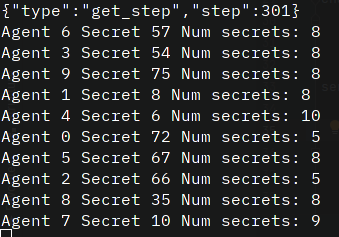 {"type":"get_step","step":301}
Agent 6 Secret 57 Num secrets: 8
Agent 3 Secret 54 Num secrets: 8
Agent 9 Secret 75 Num secrets: 8
Agent 1 Secret 8 Num secrets: 8
Agent 4 Secret 6 Num secrets: 10
Agent 0 Secret 72 Num secrets: 5
Agent 5 Secret 67 Num secrets: 8
Agent 2 Secret 66 Num secrets: 5
Agent 8 Secret 35 Num secrets: 8
Agent 7 Secret 10 Num secrets: 9